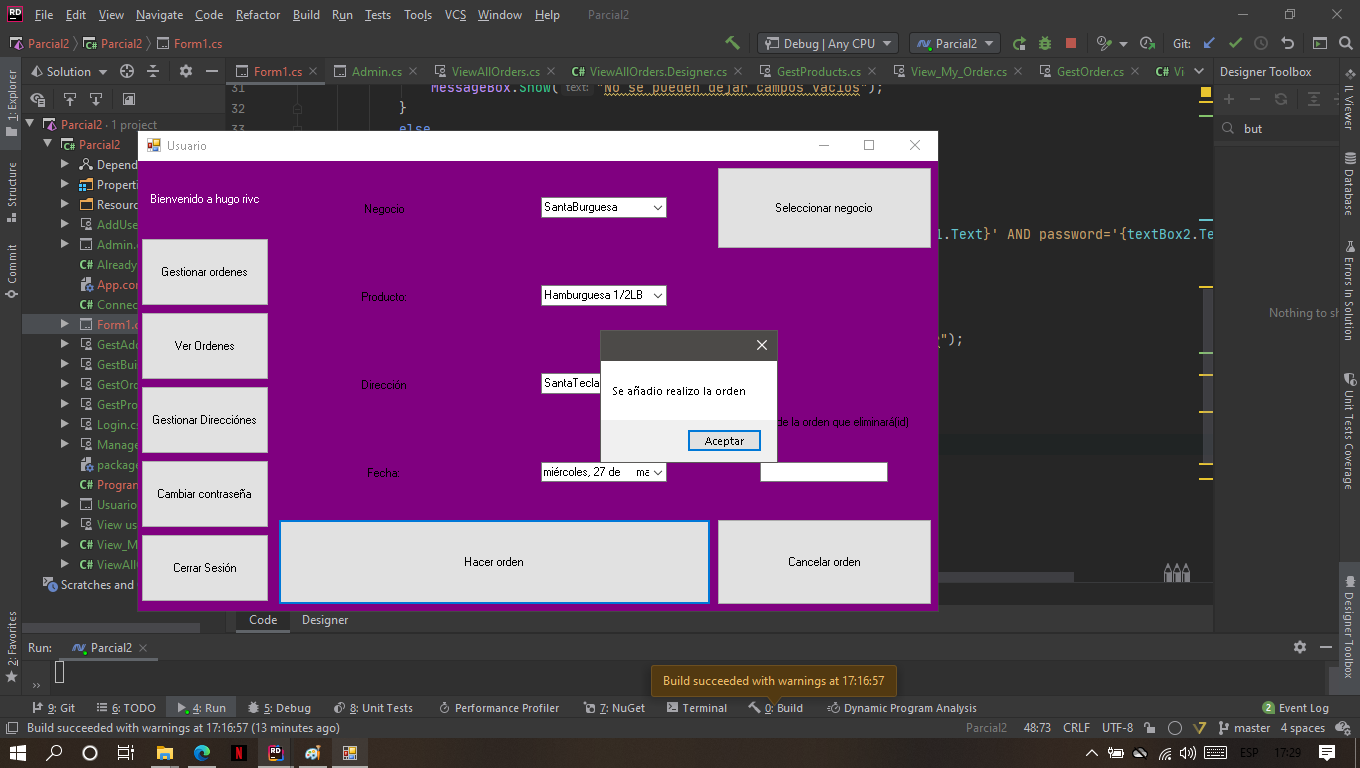 File Edit View Navigate Code Refactor Build Run Tests Tools VCS Window Help Parcial2
Parcial2 Parcial2 Form1.cs Debug | Any CPU Parcial2 Git:
Solution Form1.cs Admin.cs ViewAllOrders.cs ViewAllOrders.Designer.cs GestProducts.cs View_My_Order.cs GestOrder.cs Vi Designer Toolbox
1: Explorer
Structure
Commit
2: Favorites
Parcial2 · 1 project
Parcial2
Depend
Properti
Resourc
AddUse
Admin.c
Already
App.con
Connec
Form1.c
GestAdd
GestBui
GestOrd
GestPro
Login.cs
Manage
package
Program
Usuario
View us
View_M
ViewAll
Scratches and
31 MessageBox.Show( text: "No se pueden dejar campos vacios");
32 }
33 else
1.Text}' AND password='{textBox2.Te
");
but
Nothing to sh
IL Viewer
Database
Errors In Solution
Unit Tests Coverage
Designer Toolbox
Usuario
Bienvenido a hugo rivc
Negocio
SantaBurguesa
Seleccionar negocio
Gestionar ordenes
Producto:
Hamburguesa 1/2LB
Ver Ordenes
Dirección
SantaTecla
Se añadio realizo la orden
Aceptar
Gestionar Direcciónes
de la orden que eliminará(id)
Fecha:
miércoles, 27 de ma
Cambiar contraseña
Hacer orden
Cancelar orden
Cerrar Sesión
Code Designer
Run: Parcial2
Build succeeded with warnings at 17:16:57
9: Git 6: TODO 4: Run 5: Debug 8: Unit Tests Performance Profiler 7: NuGet Terminal 0: Build Dynamic Program Analysis 2 Event Log
Build succeeded with warnings at 17:16:57 (13 minutes ago) Parcial2 48:73 CRLF UTF-8 master 4 spaces
ESP 17:29